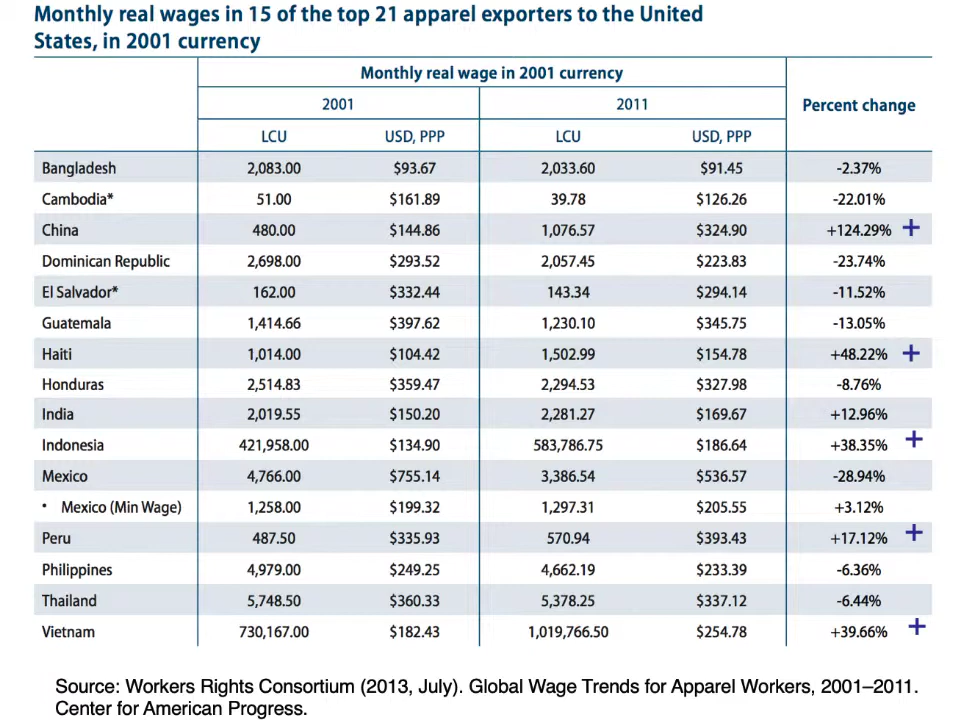 Monthly real wages in 15 of the top 21 apparel exporters to the United
States, in 2001 currency
Monthly real wage in 2001 currency
2001 2011 Percent change
LCU USD, PPP LCU USD, PPP
Bangladesh 2,083.00 $93.67 2,033.60 $91.45 -2.37%
Cambodia* 51.00 $161.89 39.78 $126.26 -22.01%
China 480.00 $144.86 1,076.57 $324.90 +124.29% +
Dominican Republic 2,698.00 $293.52 2,057.45 $223.83 -23.74%
El Salvador* 162.00 $332.44 143.34 $294.14 -11.52%
Guatemala 1,414.66 $397.62 1,230.10 $345.75 -13.05%
Haiti 1,014.00 $104.42 1,502.99 $154.78 +48.22% +
Honduras 2,514.83 $359.47 2,294.53 $327.98 -8.76%
India 2,019.55 $150.20 2,281.27 $169.67 +12.96%
Indonesia 421,958.00 $134.90 583,786.75 $186.64 +38.35% +
Mexico 4,766.00 $755.14 3,386.54 $536.57 -28.94%
• Mexico (Min Wage) 1,258.00 $199.32 1,297.31 $205.55 +3.12%
Peru 487.50 $335.93 570.94 $393.43 +17.12% +
Philippines 4,979.00 $249.25 4,662.19 $233.39 -6.36%
Thailand 5,748.50 $360.33 5,378.25 $337.12 -6.44%
Vietnam 730,167.00 $182.43 1,019,766.50 $254.78 +39.66% +
Source: Workers Rights Consortium (2013, July). Global Wage Trends for Apparel Workers, 2001–2011.
Center for American Progress.